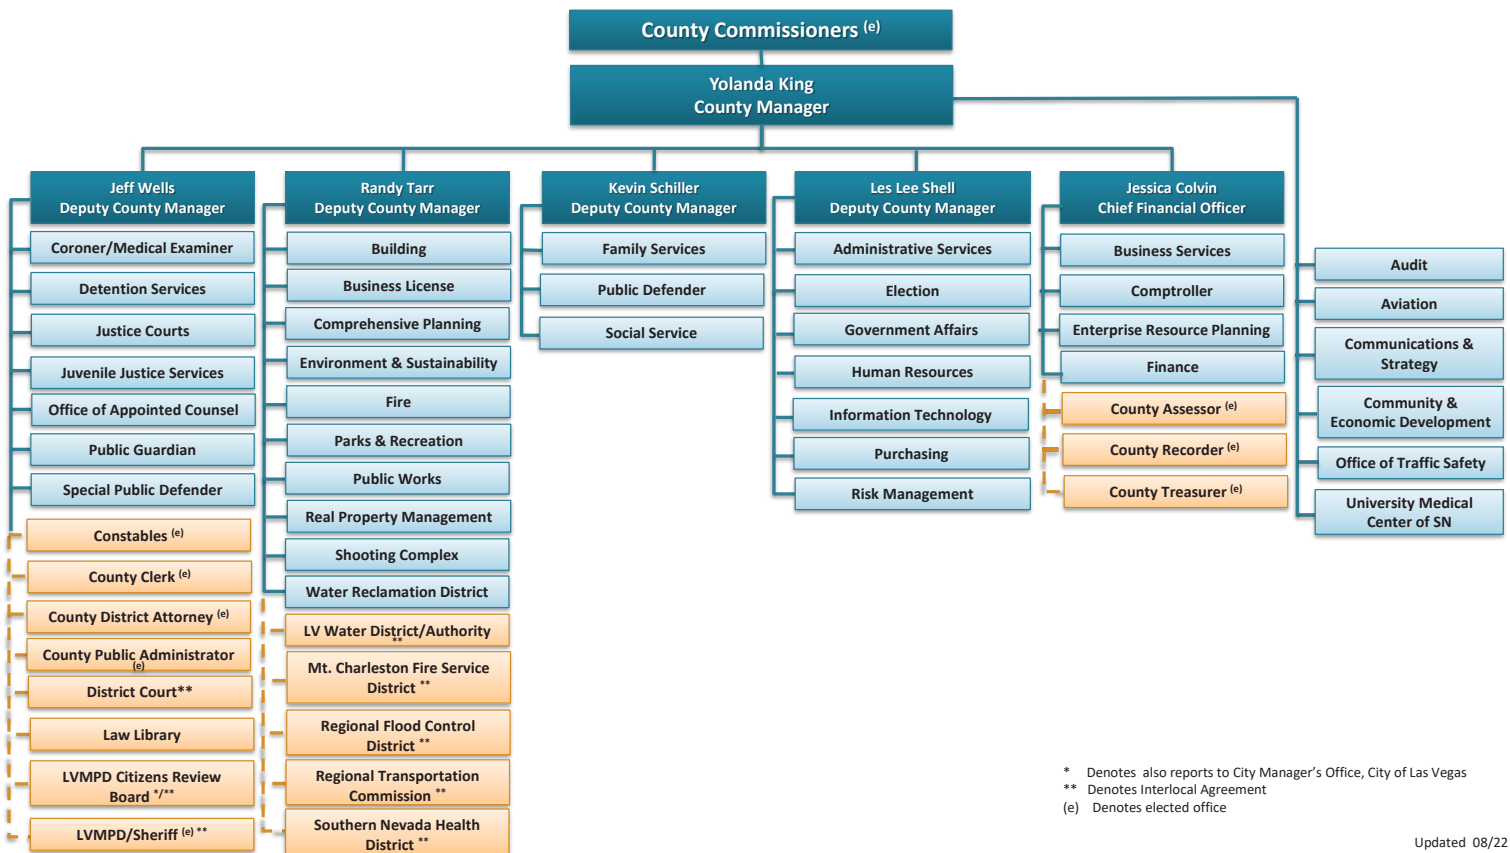 County Commissioners (e)
Yolanda King
County Manager
Jeff Wells
Deputy County Manager
Coroner/Medical Examiner
Detention Services
Justice Courts
Juvenile Justice Services
Office of Appointed Counsel
Public Guardian
Special Public Defender
Constables (e)
County Clerk (e)
County District Attorney (e)
County Public Administrator
(e)
District Court**
Law Library
LVMPD Citizens Review
Board */**
LVMPD/Sheriff (e) **
Randy Tarr
Deputy County Manager
Building
Business License
Comprehensive Planning
Environment & Sustainability
Fire
Parks & Recreation
Public Works
Real Property Management
Shooting Complex
Water Reclamation District
LV Water District/Authority
**
Mt. Charleston Fire Service
District **
Regional Flood Control
District **
Regional Transportation
Commission **
Southern Nevada Health
District **
Kevin Schiller
Deputy County Manager
Family Services
Public Defender
Social Service
Les Lee Shell
Deputy County Manager
Administrative Services
Election
Government Affairs
Human Resources
Information Technology
Purchasing
Risk Management
Jessica Colvin
Chief Financial Officer
Business Services
Comptroller
Enterprise Resource Planning
Finance
County Assessor (e)
County Recorder (e)
County Treasurer (e)
Audit
Aviation
Communications &
Strategy
Community &
Economic Development
Office of Traffic Safety
University Medical
Center of SN
* Denotes also reports to City Manager's Office, City of Las Vegas
** Denotes Interlocal Agreement
(e) Denotes elected office
Updated 08/22